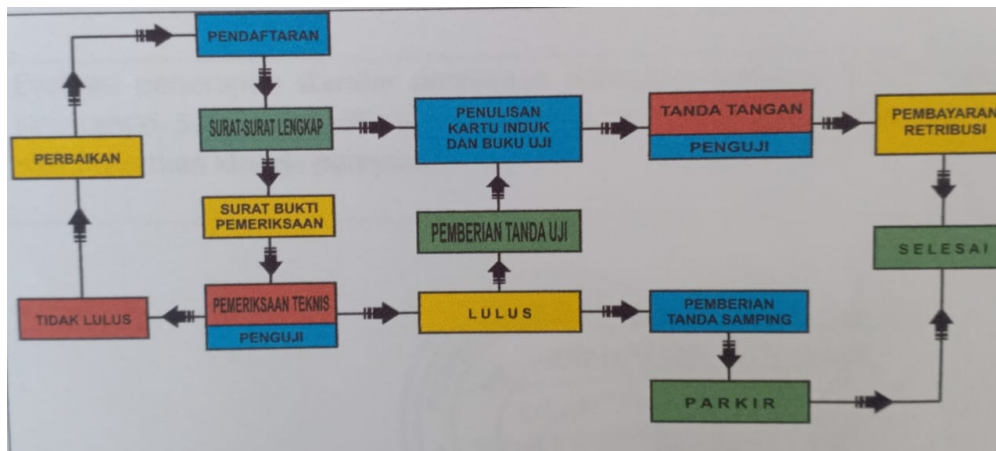 PENDAFTARAN
SURAT-SURAT LENGKAP
PENULISAN
KARTU INDUK
DAN BUKU UJI
TANDA TANGAN
PENGUJI
PEMBAYARAN
RETRIBUSI
PERBAIKAN
SURAT BUKTI
PEMERIKSAAN
PEMBERIAN TANDA UJI
SELESAI
TIDAK LULUS
PEMERIKSAAN TEKNIS
PENGUJI
LULUS
PEMBERIAN
TANDA SAMPING
PARKIR